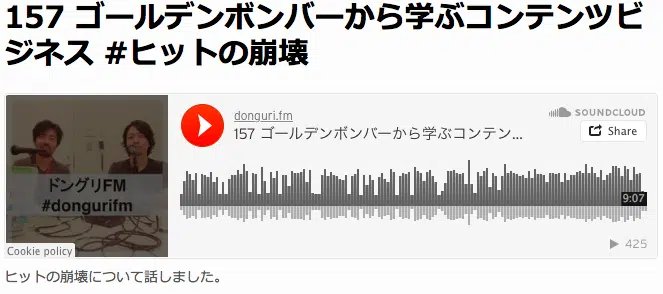 157 ゴールデンボンバーから学ぶコンテンツビ
ジネス #ヒットの崩壊
donguri.fm
SOUNDCLOUD
157 ゴールデンボンバーから学ぶコンテン...
Share
ドングリFM
#dongurifm
9:07
Cookie policy
425
ヒットの崩壊について話しました。